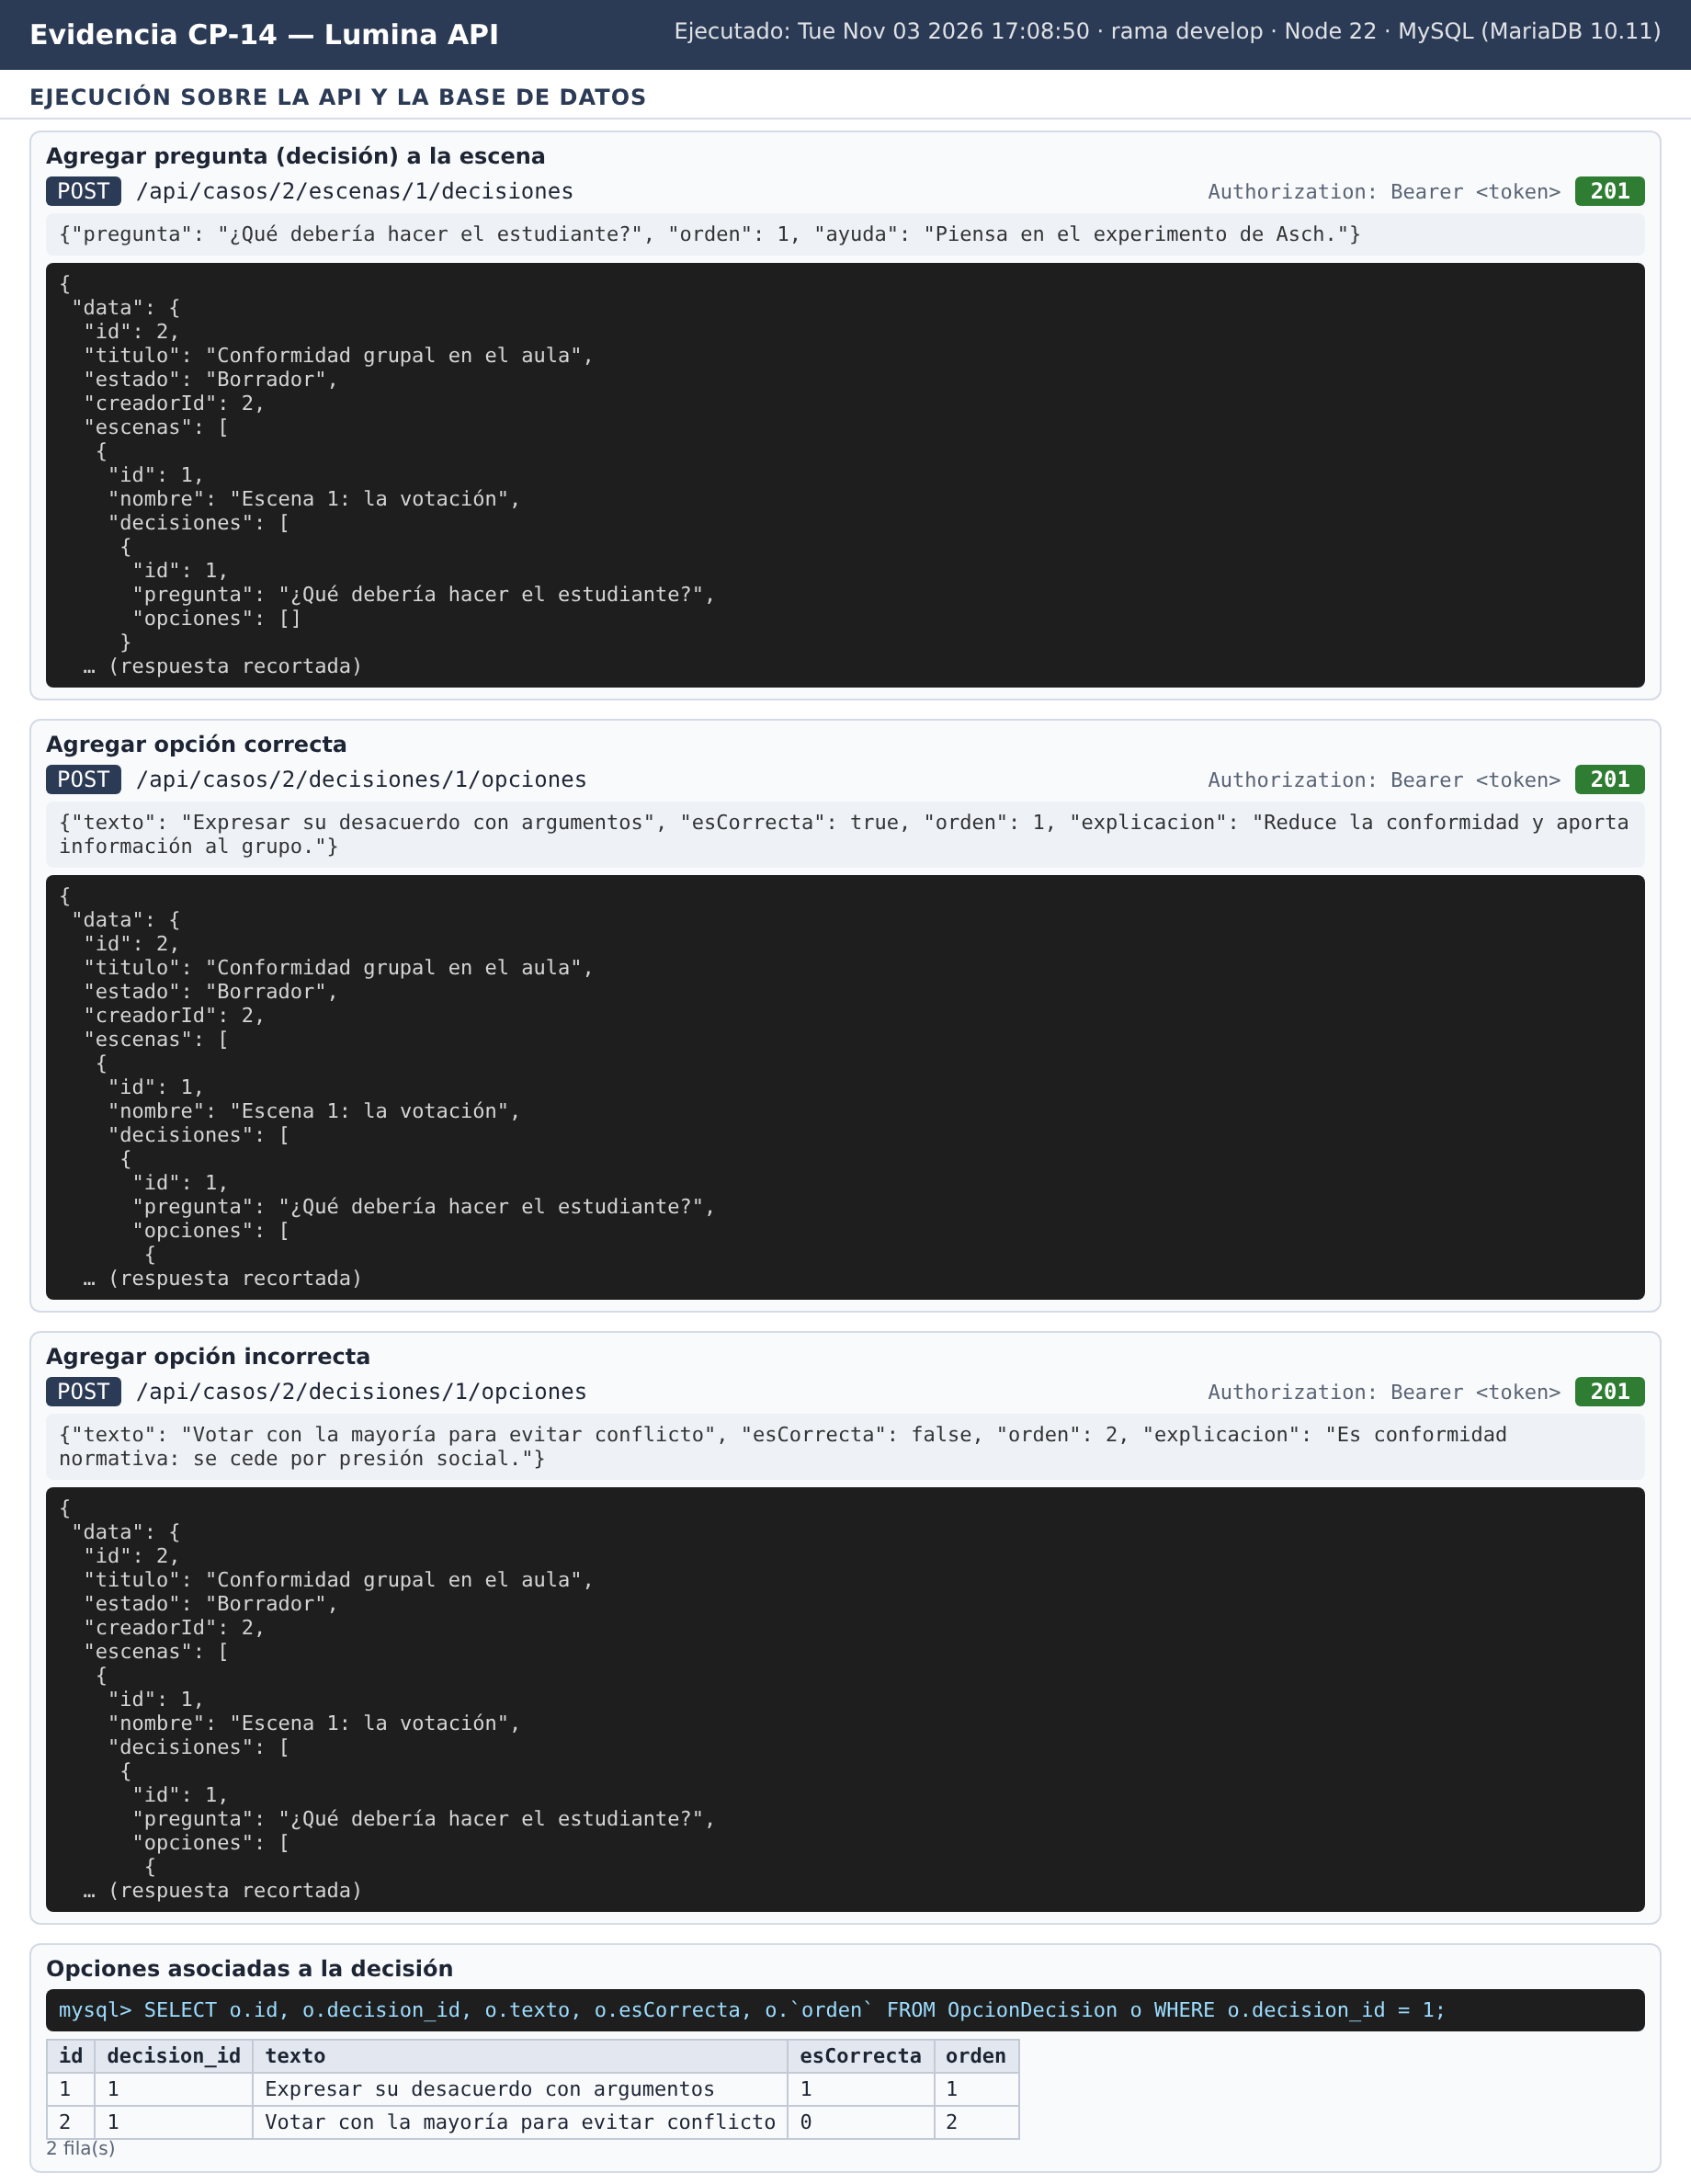 Evidencia CP-14 — Lumina API
Ejecutado: Tue Nov 03 2026 17:08:50 · rama develop · Node 22 · MySQL (MariaDB 10.11)
EJECUCIÓN SOBRE LA API Y LA BASE DE DATOS
Agregar pregunta (decisión) a la escena
POST /api/casos/2/escenas/1/decisiones Authorization: Bearer <token> 201
{"pregunta": "¿Qué debería hacer el estudiante?", "orden": 1, "ayuda": "Piensa en el experimento de Asch."}
{
"data": {
"id": 2,
"titulo": "Conformidad grupal en el aula",
"estado": "Borrador",
"creadorId": 2,
"escenas": [
{
"id": 1,
"nombre": "Escena 1: la votación",
"decisiones": [
{
"id": 1,
"pregunta": "¿Qué debería hacer el estudiante?",
"opciones": []
}
… (respuesta recortada)
Agregar opción correcta
POST /api/casos/2/decisiones/1/opciones Authorization: Bearer <token> 201
{"texto": "Expresar su desacuerdo con argumentos", "esCorrecta": true, "orden": 1, "explicacion": "Reduce la conformidad y aporta
información al grupo."}
{
"data": {
"id": 2,
"titulo": "Conformidad grupal en el aula",
"estado": "Borrador",
"creadorId": 2,
"escenas": [
{
"id": 1,
"nombre": "Escena 1: la votación",
"decisiones": [
{
"id": 1,
"pregunta": "¿Qué debería hacer el estudiante?",
"opciones": [
{
… (respuesta recortada)
Agregar opción incorrecta
POST /api/casos/2/decisiones/1/opciones Authorization: Bearer <token> 201
{"texto": "Votar con la mayoría para evitar conflicto", "esCorrecta": false, "orden": 2, "explicacion": "Es conformidad
normativa: se cede por presión social."}
{
"data": {
"id": 2,
"titulo": "Conformidad grupal en el aula",
"estado": "Borrador",
"creadorId": 2,
"escenas": [
{
"id": 1,
"nombre": "Escena 1: la votación",
"decisiones": [
{
"id": 1,
"pregunta": "¿Qué debería hacer el estudiante?",
"opciones": [
{
… (respuesta recortada)
Opciones asociadas a la decisión
mysql> SELECT o.id, o.decision_id, o.texto, o.esCorrecta, o.`orden` FROM OpcionDecision o WHERE o.decision_id = 1;
id decision_id texto esCorrecta orden
1 1 Expresar su desacuerdo con argumentos 1 1
2 1 Votar con la mayoría para evitar conflicto 0 2
2 fila(s)